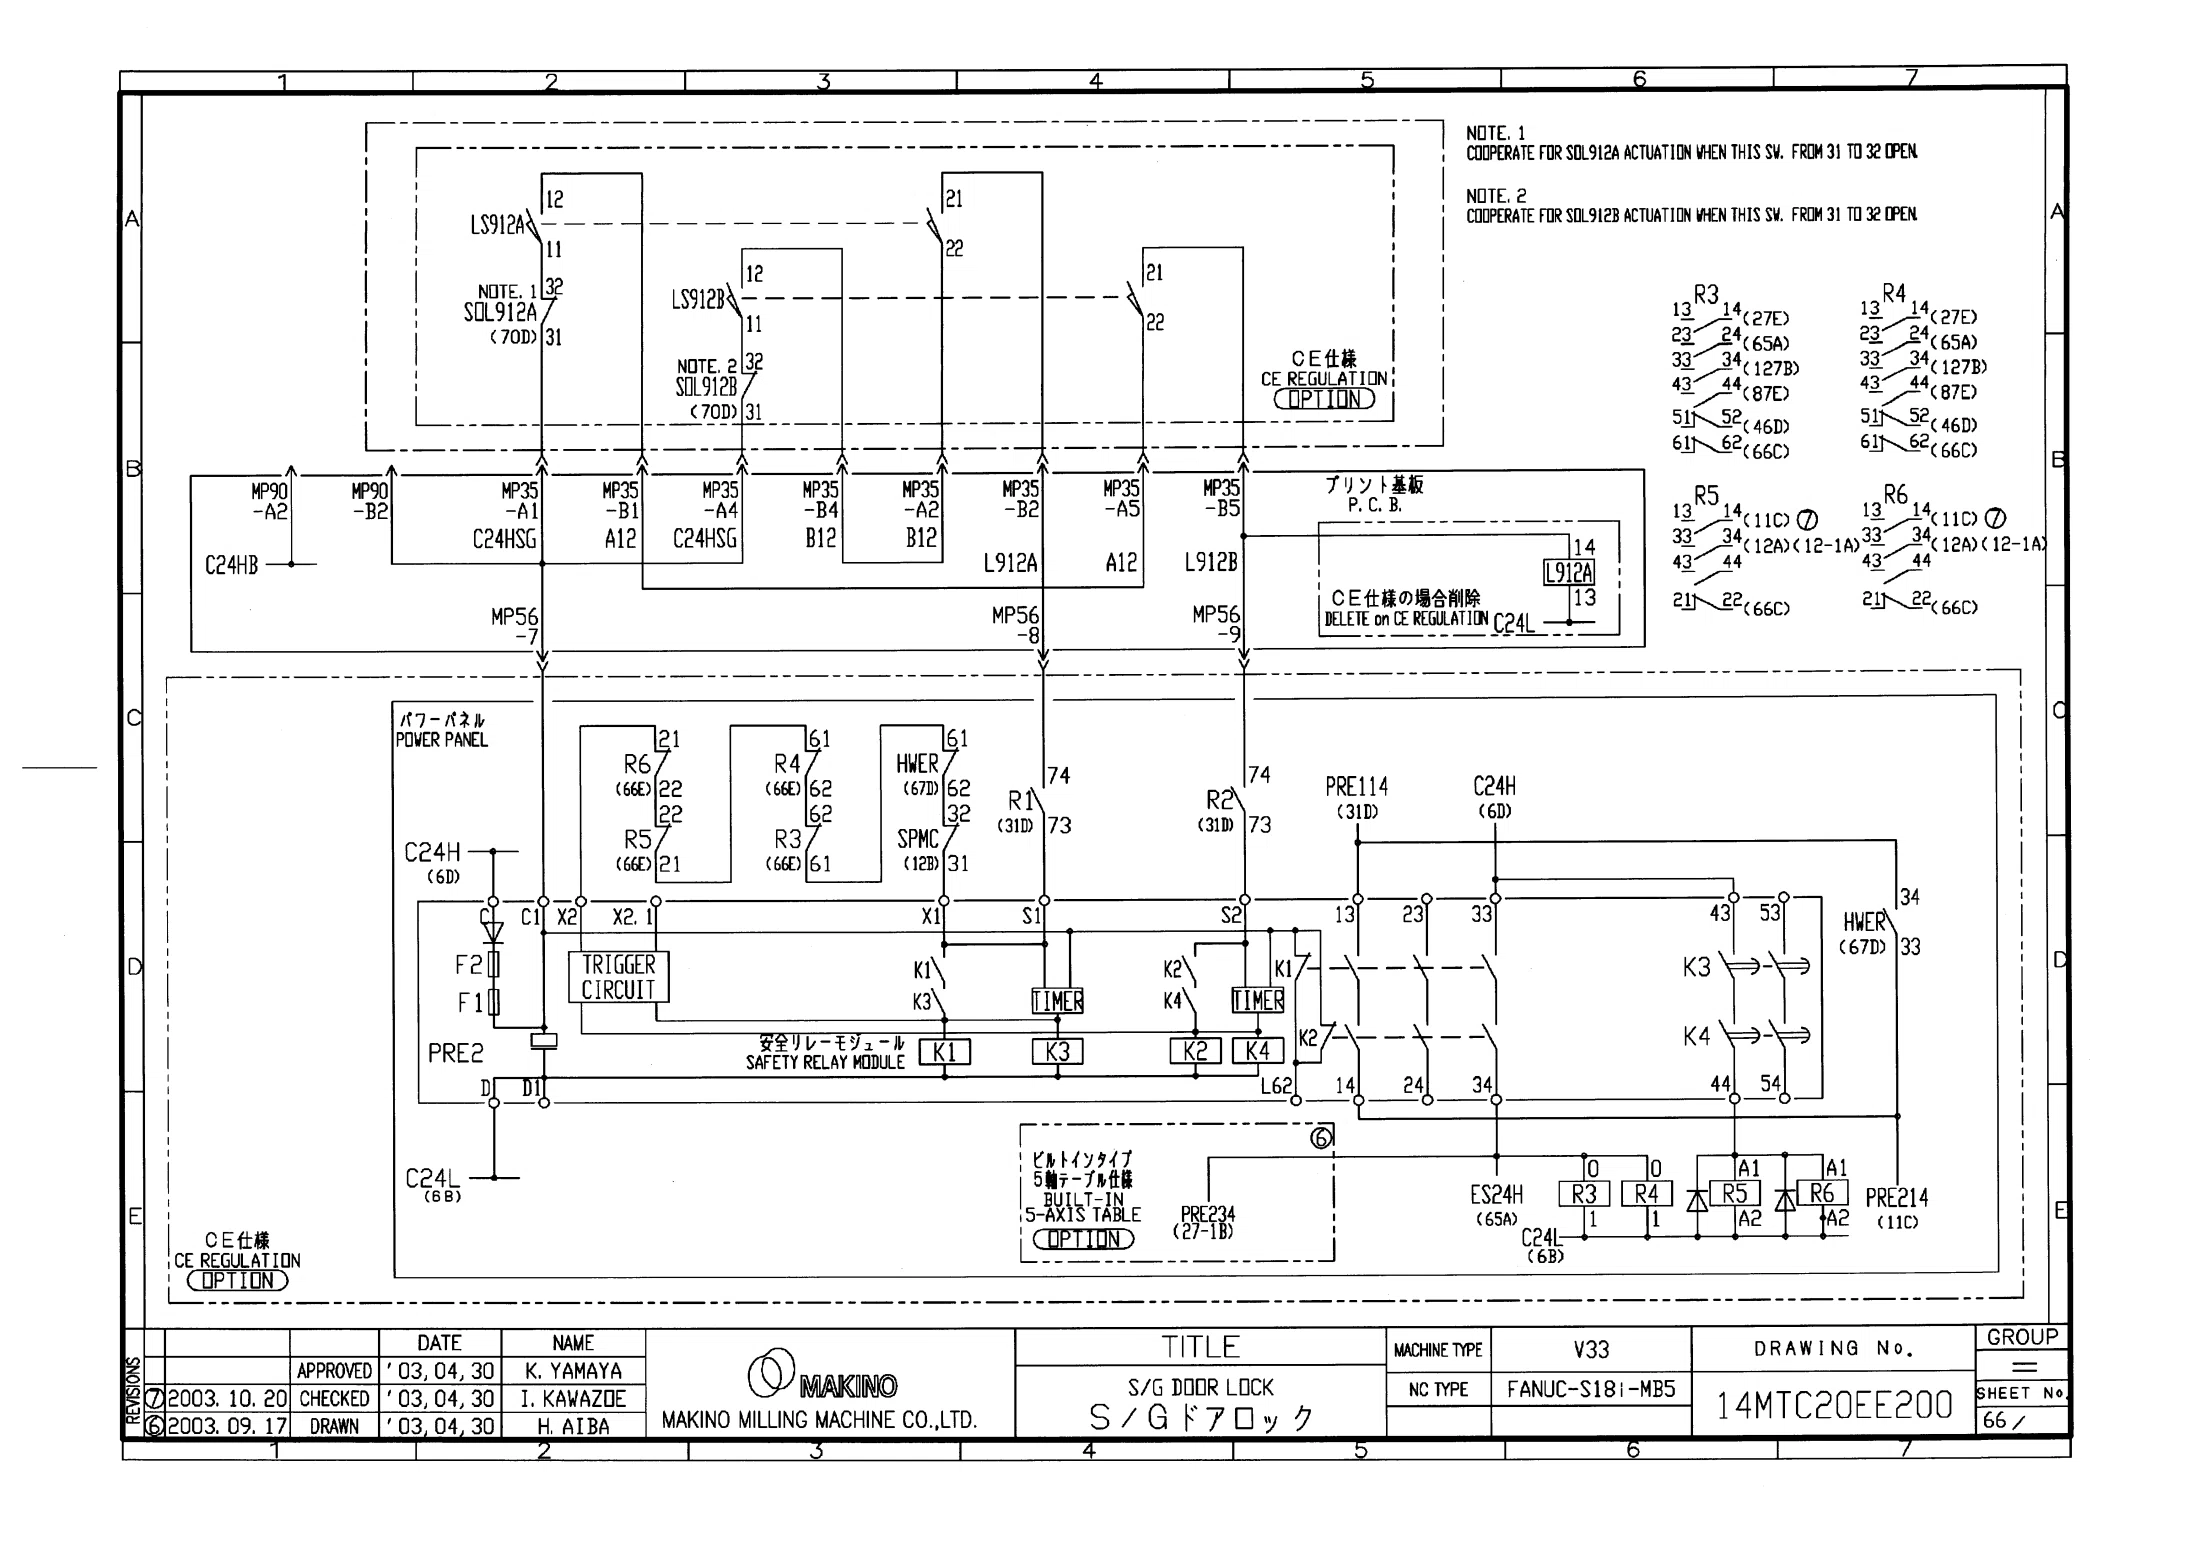 1 2 3 4 5 6 7
NOTE. 1
COOPERATE FOR SOL912A ACTUATION WHEN THIS SW. FROM 31 TO 32 OPEN.
NOTE. 2
COOPERATE FOR SOL912B ACTUATION WHEN THIS SW. FROM 31 TO 32 OPEN.
A A
12 21
LS912A
11 22
12 21
NOTE. 1 32 LS912B
SOL912A 11 22
(70D) 31
NOTE. 2 32
SOL912B
(70D) 31
CE仕様
CE REGULATION
OPTION
R3 R4
13 14 (27E) 13 14 (27E)
23 24 (65A) 23 24 (65A)
33 34 (127B) 33 34 (127B)
43 44 (87E) 43 44 (87E)
51 52 (46D) 51 52 (46D)
61 62 (66C) 61 62 (66C)
B B
R5 R6
13 14 (11C) ⑦ 13 14 (11C) ⑦
33 34 (12A)(12-1A) 33 34 (12A)(12-1A)
43 44 43 44
21 22 (66C) 21 22 (66C)
MP90 MP90 MP35 MP35 MP35 MP35 MP35 MP35 MP35 MP35
-A2 -B2 -A1 -B1 -A4 -B4 -A2 -B2 -A5 -B5
C24HSG A12 C24HSG B12 B12
C24HB L912A A12 L912B
プリント基板
P. C. B.
14
L912A
13
CE仕様の場合削除
DELETE on CE REGULATION C24L
MP56 MP56 MP56
-7 -8 -9
C C
パワーパネル
POWER PANEL
21 61 61
R6 R4 HWER
(66E) 22 (66E) 62 (67D) 62
22 62 32
R5 R3 SPMC
(66E) 21 (66E) 61 (12B) 31
74 74
R1 R2
(31D) 73 (31D) 73
PRE114 C24H
(31D) (6D)
C24H
(6D)
C C1 X2 X2. 1 X1 S1 S2 13 23 33 43 53
34
HWER
(67D) 33
D D
F2
F1
TRIGGER
CIRCUIT
K1 K2 K1 K3
K3 TIMER K4 TIMER
K2 K4
PRE2
安全リレーモジュール
SAFETY RELAY MODULE
K1 K3 K2 K4
D D1 L62 14 24 34 44 54
C24L
(6B)
⑥
ビルトインタイプ
5軸テーブル仕様
BUILT-IN
5-AXIS TABLE
OPTION
PRE234
(27-1B)
ES24H
(65A)
0 0 A1 A1
R3 R4 R5 R6
1 1 A2 A2
C24L
(6B)
PRE214
(11C)
E E
CE仕様
CE REGULATION
OPTION
REVISIONS
DATE NAME
APPROVED '03,04,30 K. YAMAYA
⑦ 2003. 10. 20 CHECKED '03,04,30 I. KAWAZOE
⑥ 2003. 09. 17 DRAWN '03,04,30 H. AIBA
MAKINO
MAKINO MILLING MACHINE CO.,LTD.
TITLE
S/G DOOR LOCK
S/Gドアロック
MACHINE TYPE V33
NC TYPE FANUC-S18i-MB5
DRAWING No.
14MTC20EE200
GROUP
=
SHEET No.
66/
1 2 3 4 5 6 7